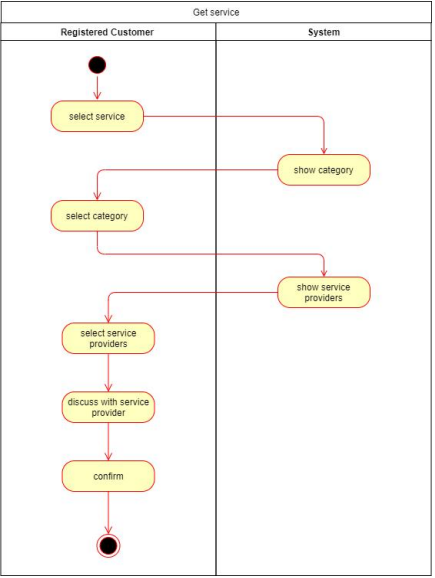 Get service
Registered Customer
System
select service
show category
select category
show service
providers
select service
providers
discuss with service
provider
confirm